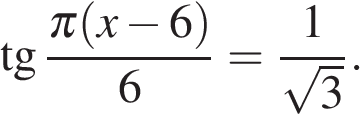 tg π(x − 6)/6 = 1/√3.